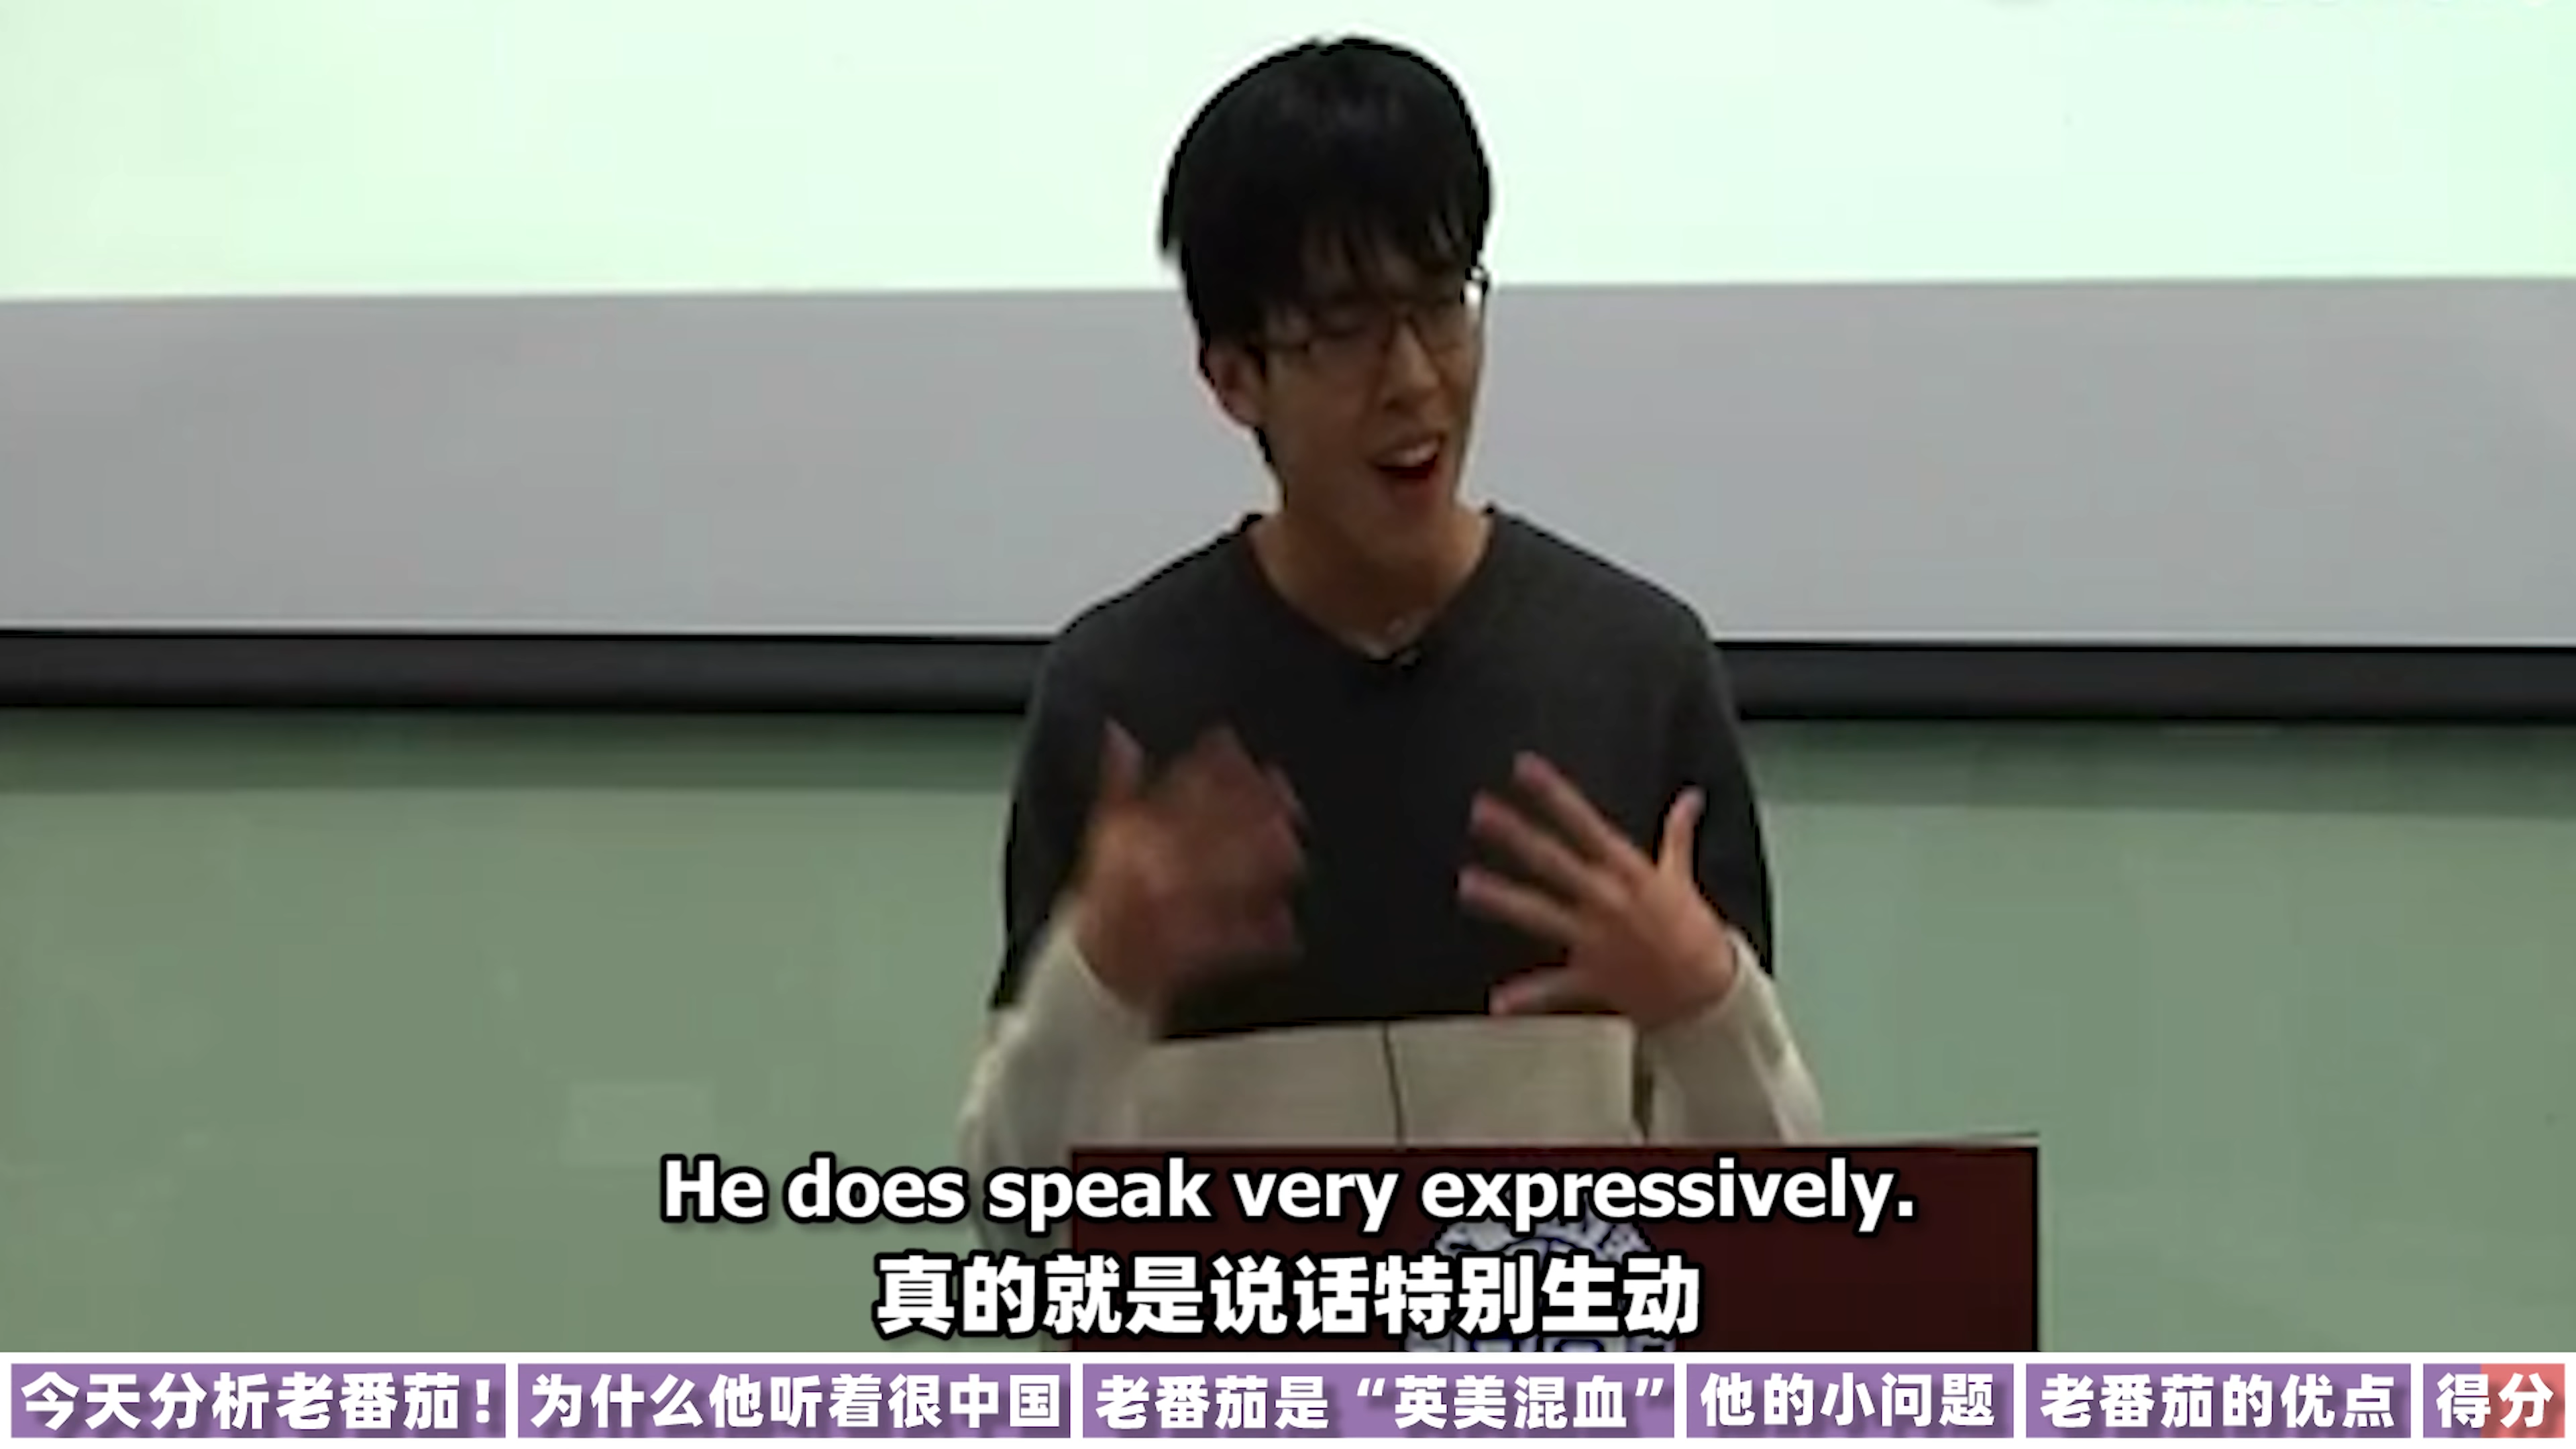 He does speak very expressively.
真的就是说话特别生动
今天分析老番茄！
为什么他听着很中国
老番茄是“英美混血”
他的小问题
老番茄的优点
得分